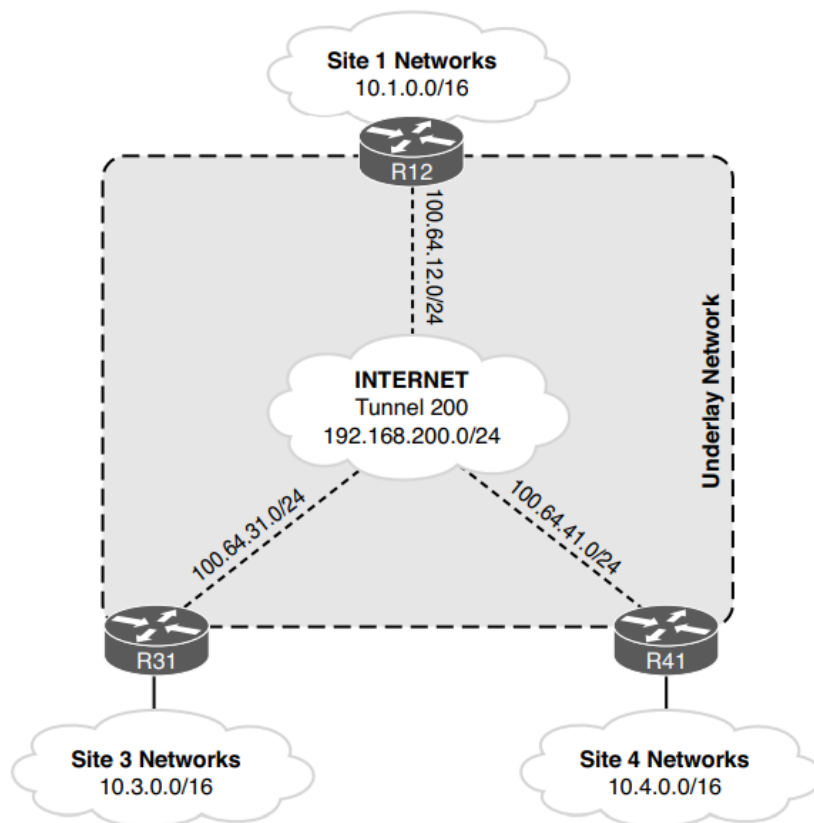 Site 1 Networks
10.1.0.0/16
R12
100.64.12.0/24
INTERNET
Tunnel 200
192.168.200.0/24
Underlay Network
100.64.31.0/24
100.64.41.0/24
R31
R41
Site 3 Networks
10.3.0.0/16
Site 4 Networks
10.4.0.0/16